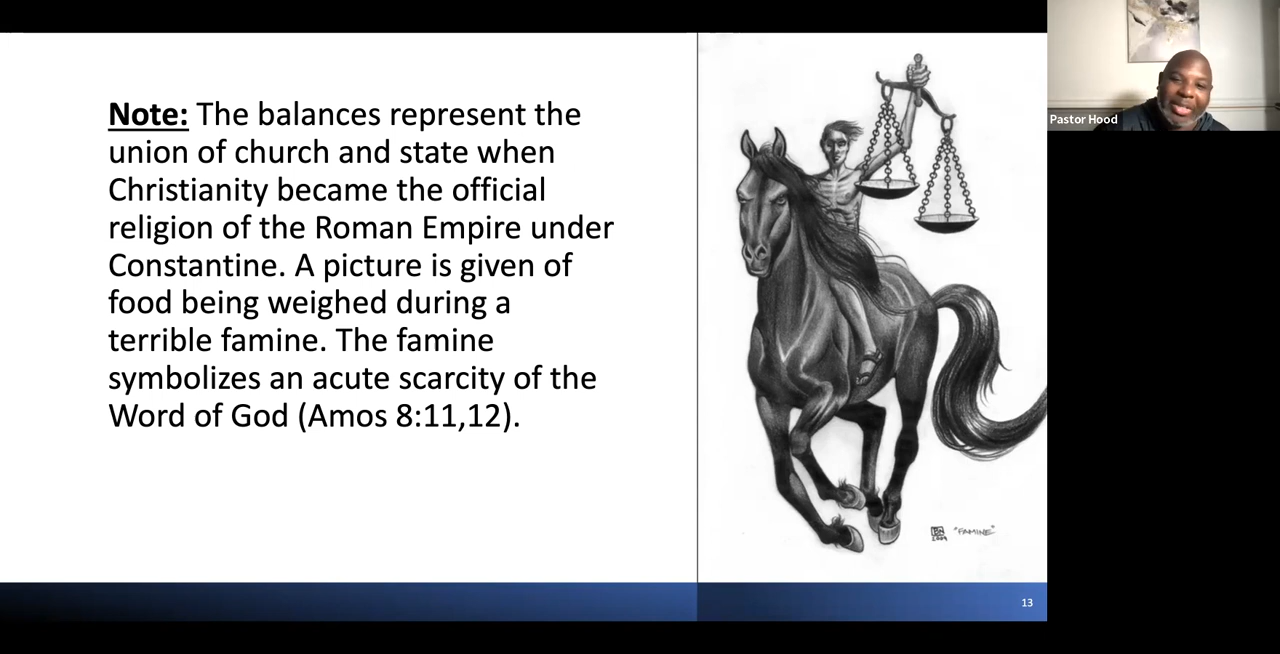 Note: The balances represent the
union of church and state when
Christianity became the official
religion of the Roman Empire under
Constantine. A picture is given of
food being weighed during a
terrible famine. The famine
symbolizes an acute scarcity of the
Word of God (Amos 8:11,12).
2009 "FAMINE"
13
Pastor Hood